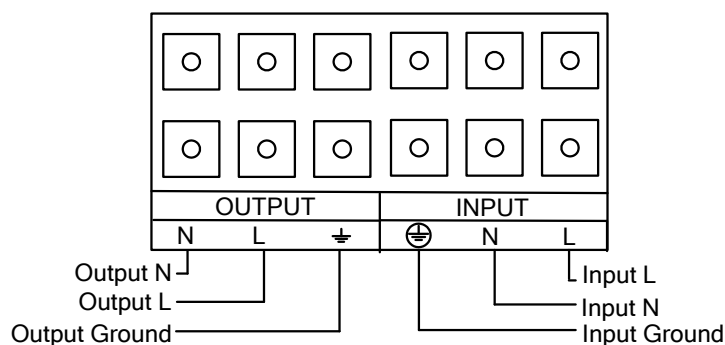 OUTPUT INPUT
N L ⏚ N L
Output N
Input L
Output L
Input N
Output Ground
Input Ground